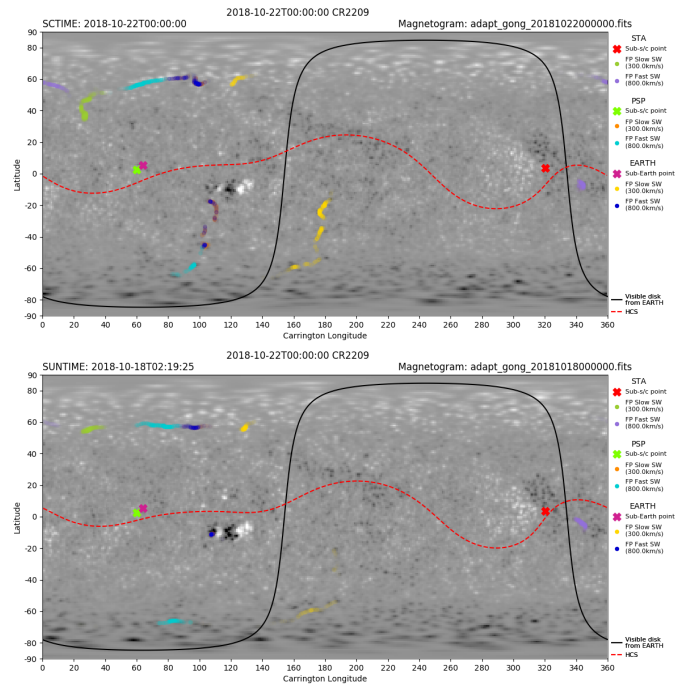 2018-10-22T00:00:00 CR2209
SCTIME: 2018-10-22T00:00:00
Magnetogram: adapt_gong_20181022000000.fits
90
80
60
40
20
0
-20
-40
-60
-80
-90
Latitude
0 20 40 60 80 100 120 140 160 180 200 220 240 260 280 300 320 340 360
Carrington Longitude
STA
Sub-s/c point
FP Slow SW
(300.0km/s)
FP Fast SW
(800.0km/s)
PSP
Sub-s/c point
FP Slow SW
(300.0km/s)
FP Fast SW
(800.0km/s)
EARTH
Sub-Earth point
FP Slow SW
(300.0km/s)
FP Fast SW
(800.0km/s)
Visible disk
from EARTH
HCS
2018-10-22T00:00:00 CR2209
SUNTIME: 2018-10-18T02:19:25
Magnetogram: adapt_gong_20181018000000.fits
90
80
60
40
20
0
-20
-40
-60
-80
-90
Latitude
0 20 40 60 80 100 120 140 160 180 200 220 240 260 280 300 320 340 360
Carrington Longitude
STA
Sub-s/c point
FP Slow SW
(300.0km/s)
FP Fast SW
(800.0km/s)
PSP
Sub-s/c point
FP Slow SW
(300.0km/s)
FP Fast SW
(800.0km/s)
EARTH
Sub-Earth point
FP Slow SW
(300.0km/s)
FP Fast SW
(800.0km/s)
Visible disk
from EARTH
HCS